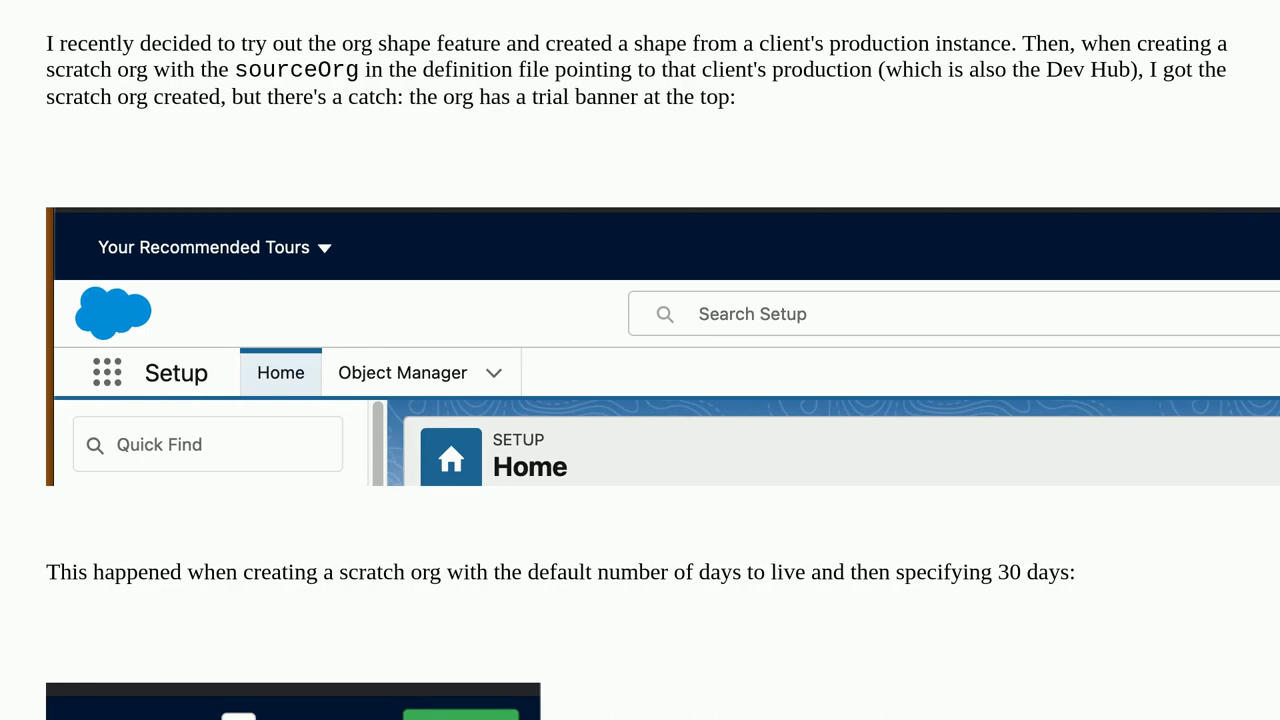 I recently decided to try out the org shape feature and created a shape from a client's production instance. Then, when creating a
scratch org with the sourceOrg in the definition file pointing to that client's production (which is also the Dev Hub), I got the
scratch org created, but there's a catch: the org has a trial banner at the top:
Your Recommended Tours
Search Setup
Setup Home Object Manager
Quick Find
SETUP
Home
This happened when creating a scratch org with the default number of days to live and then specifying 30 days: